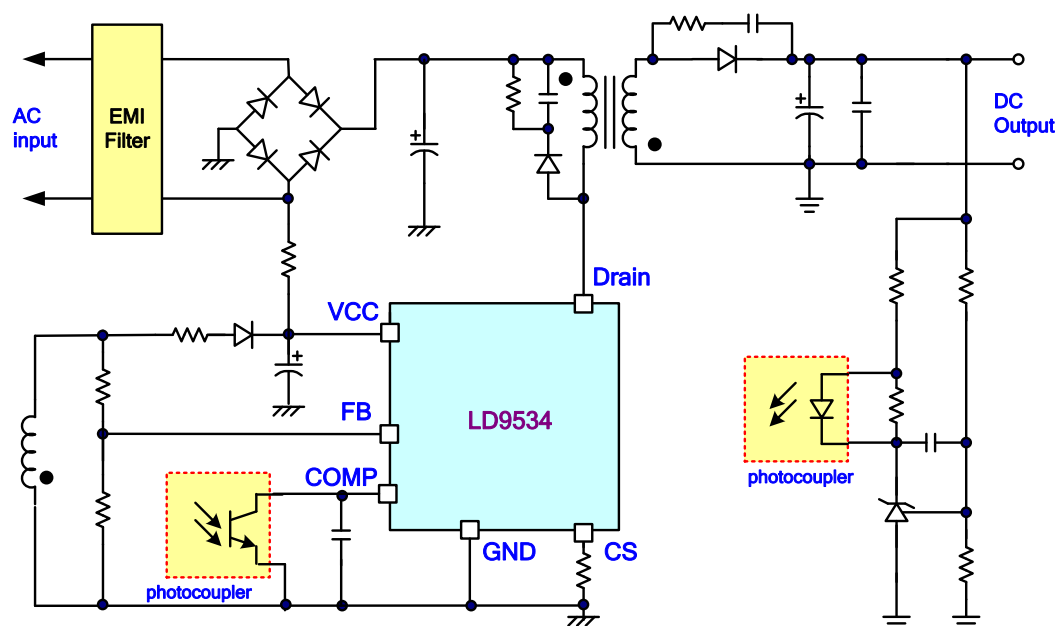 AC
input
EMI
Filter
DC
Output
+
+
Drain
VCC
+
FB
LD9534
COMP
photocoupler
GND
CS
photocoupler